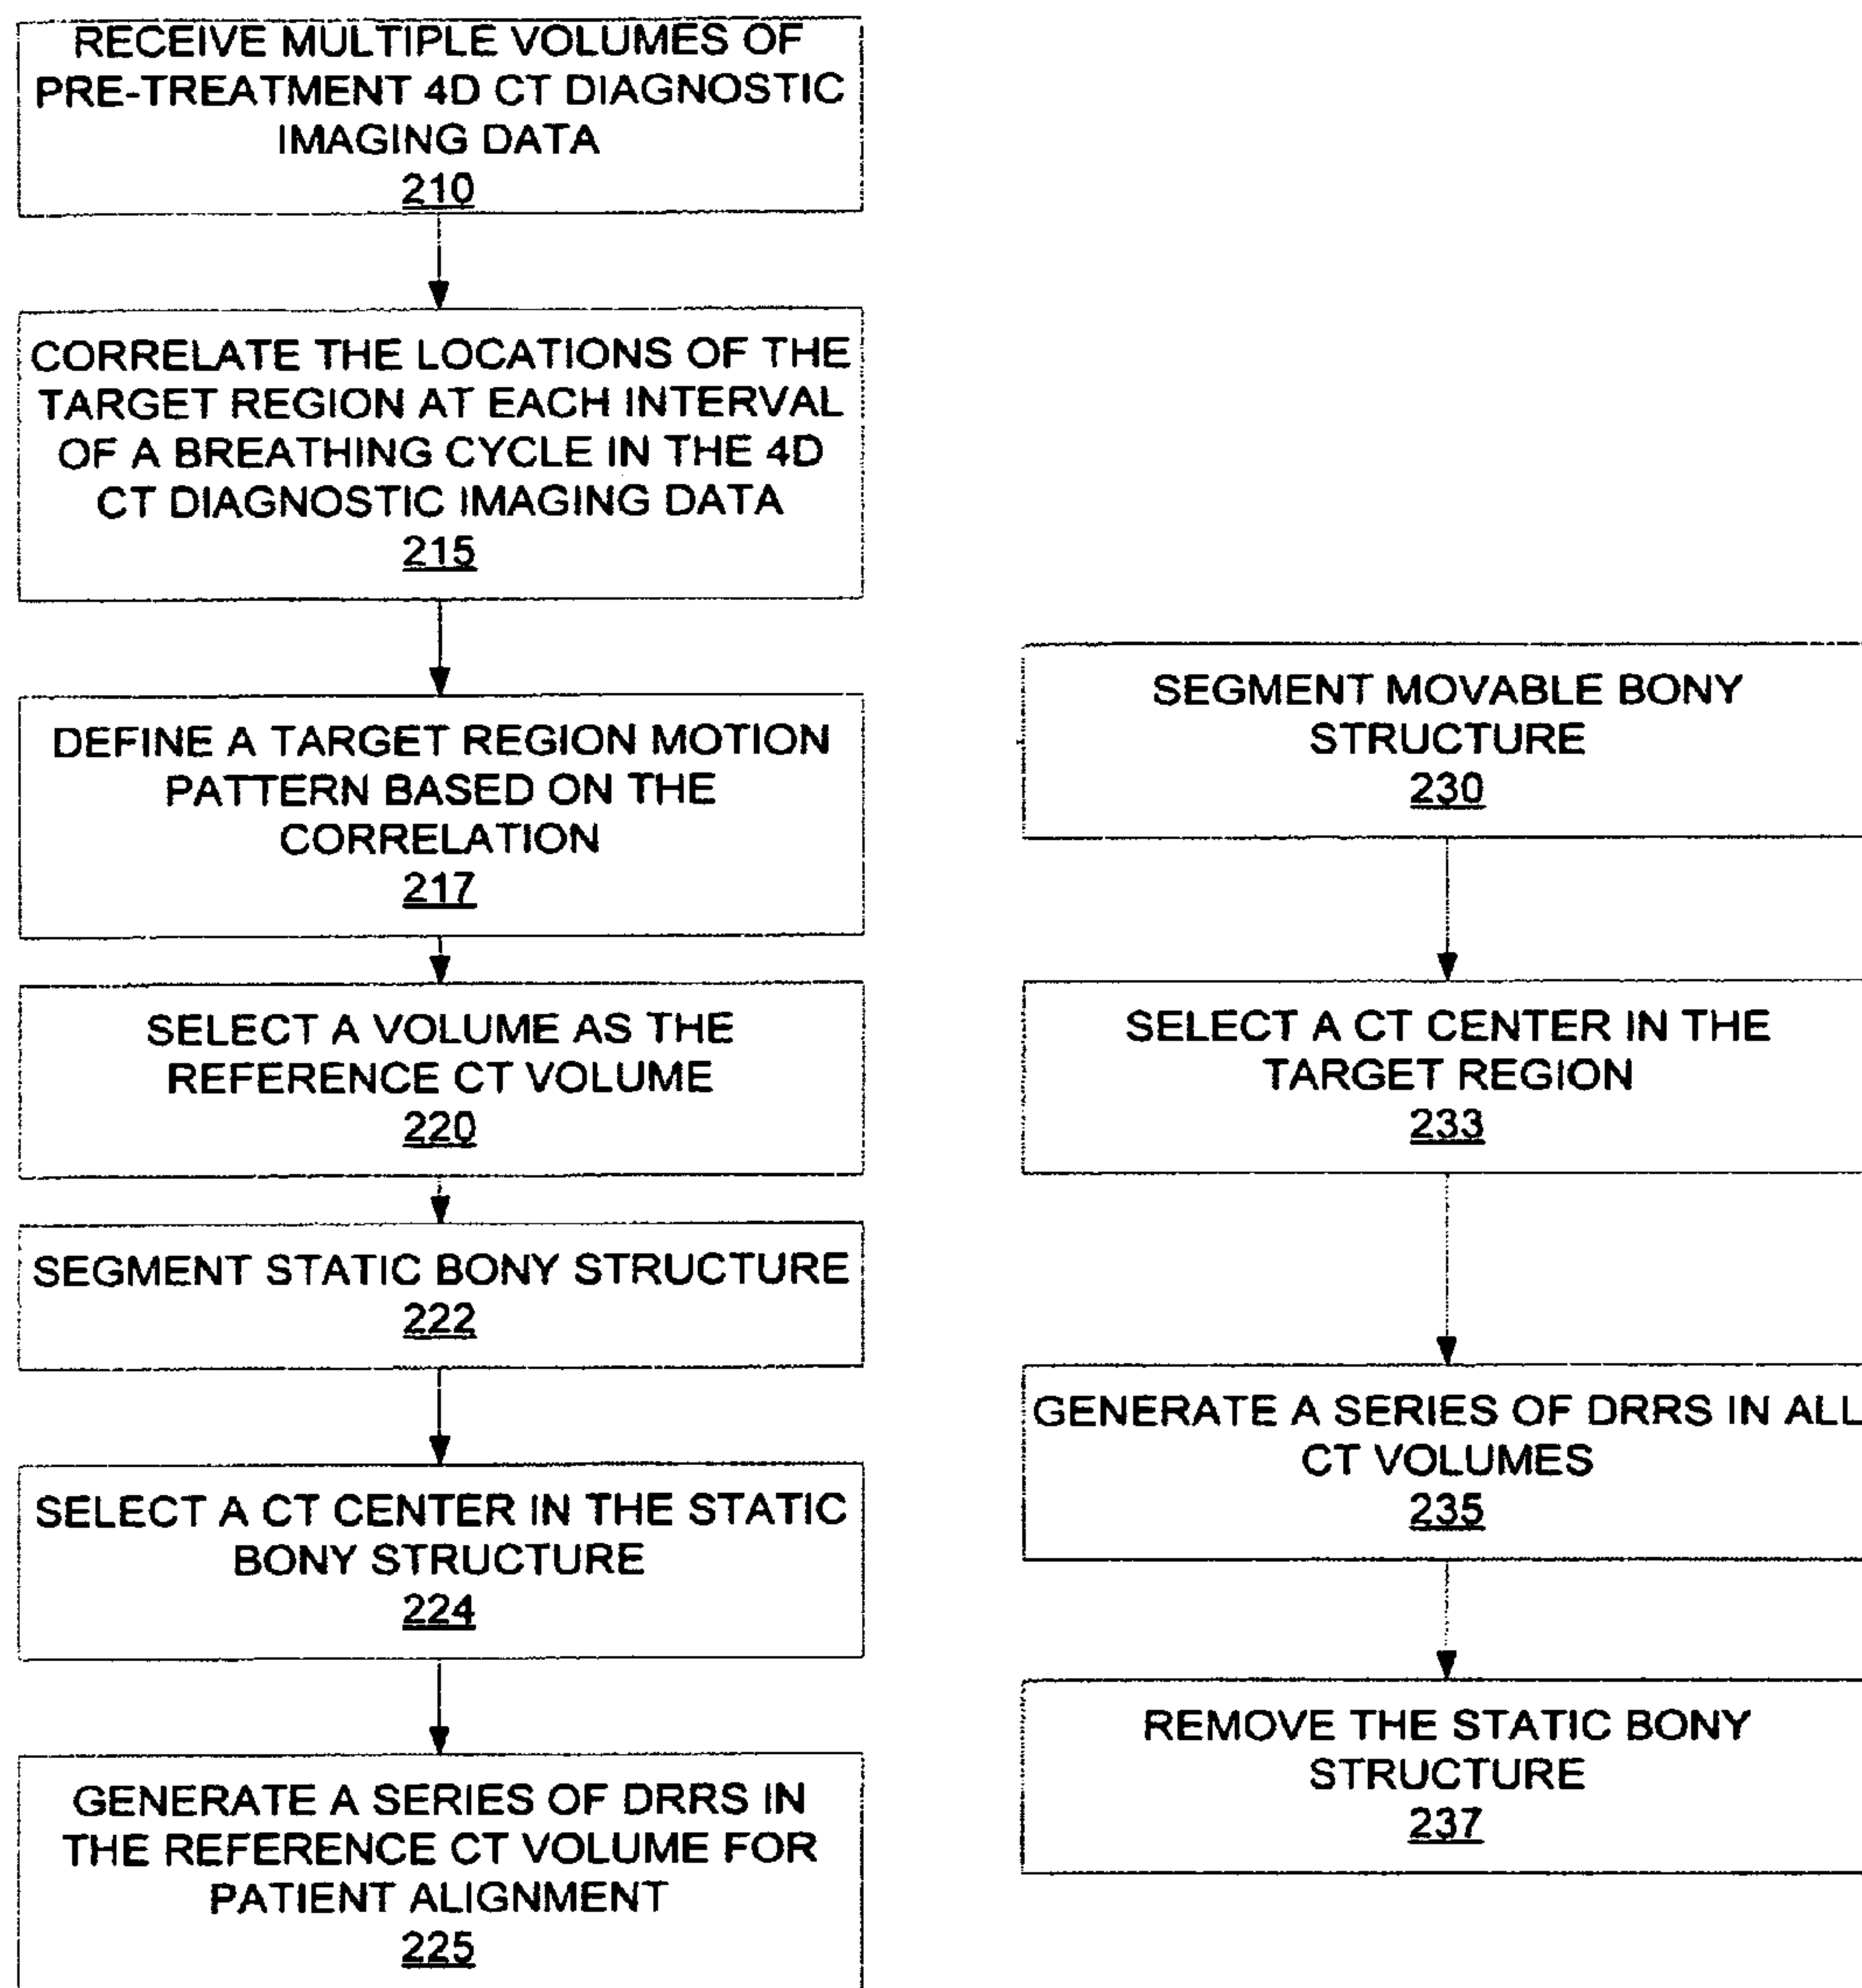 RECEIVE MULTIPLE VOLUMES OF
PRE-TREATMENT 4D CT DIAGNOSTIC
IMAGING DATA
210
CORRELATE THE LOCATIONS OF THE
TARGET REGION AT EACH INTERVAL
OF A BREATHING CYCLE IN THE 4D
CT DIAGNOSTIC IMAGING DATA
215
DEFINE A TARGET REGION MOTION
PATTERN BASED ON THE
CORRELATION
217
SELECT A VOLUME AS THE
REFERENCE CT VOLUME
220
SEGMENT STATIC BONY STRUCTURE
222
SELECT A CT CENTER IN THE STATIC
BONY STRUCTURE
224
GENERATE A SERIES OF DRRS IN
THE REFERENCE CT VOLUME FOR
PATIENT ALIGNMENT
225
SEGMENT MOVABLE BONY
STRUCTURE
230
SELECT A CT CENTER IN THE
TARGET REGION
233
GENERATE A SERIES OF DRRS IN ALL
CT VOLUMES
235
REMOVE THE STATIC BONY
STRUCTURE
237